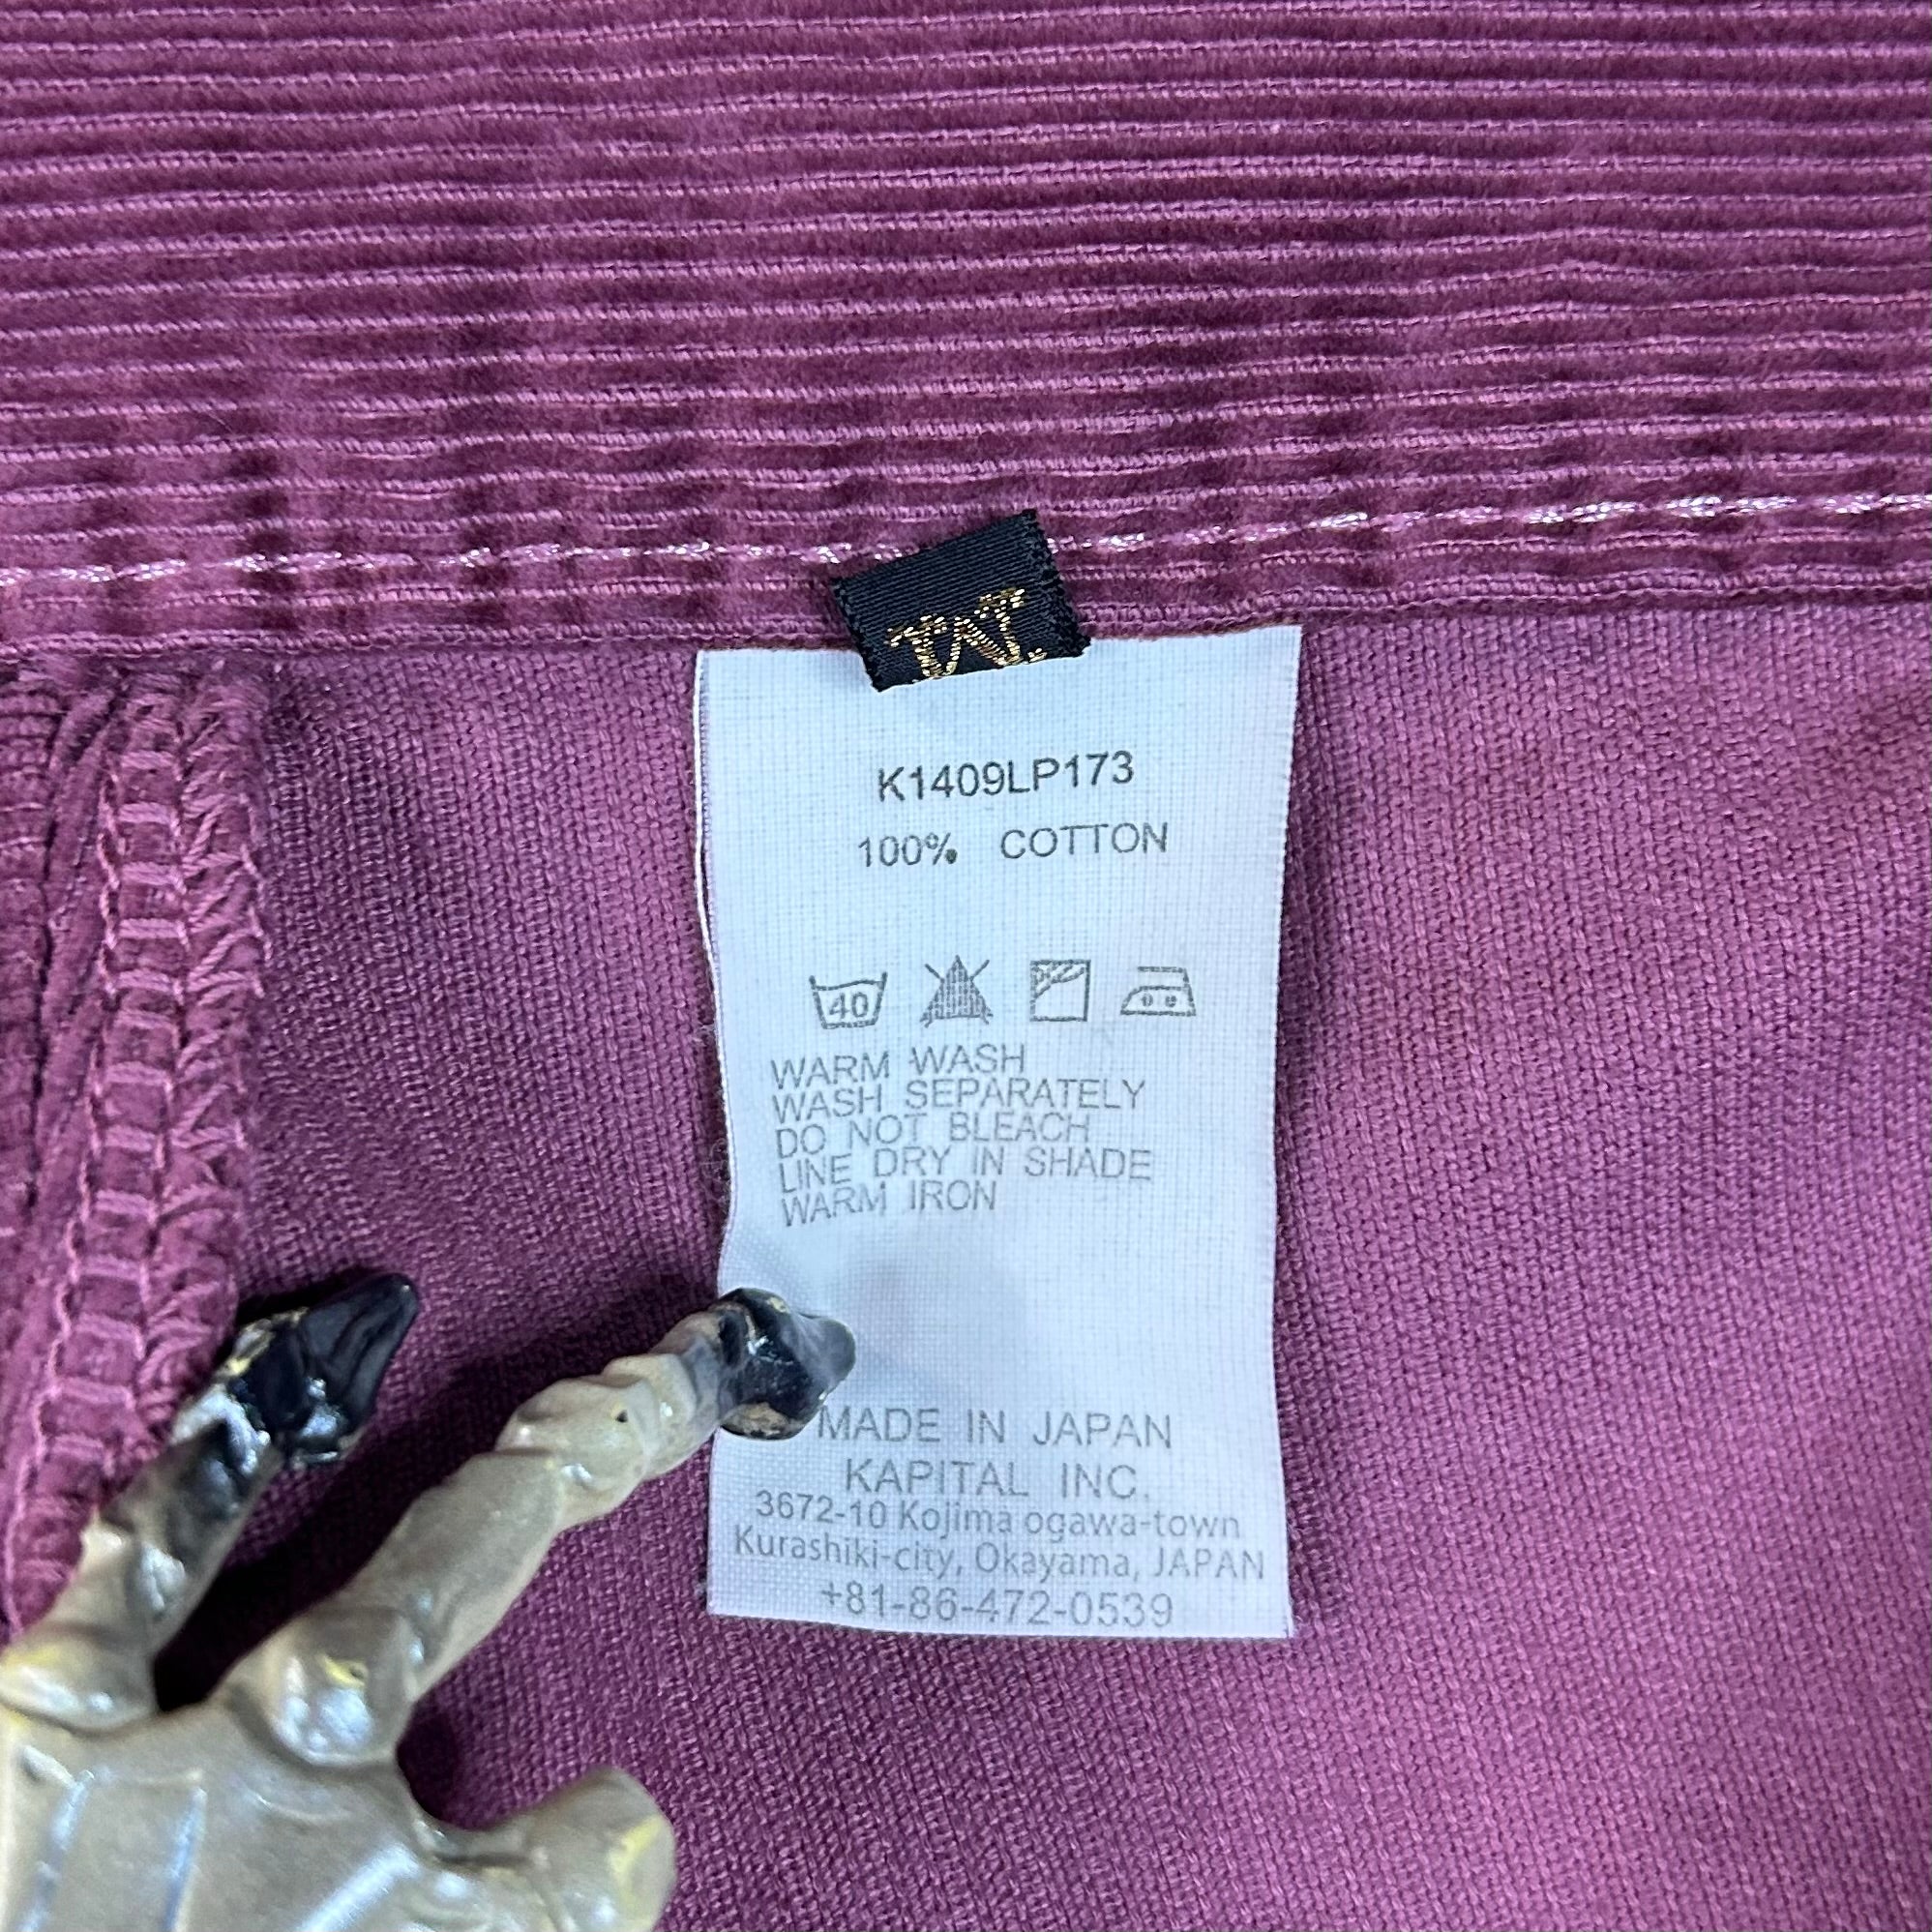 K1409LP173
100% COTTON
40
WARM WASH
WASH SEPARATELY
DO NOT BLEACH
LINE DRY IN SHADE
WARM IRON
MADE IN JAPAN
KAPITAL INC.
3672-10 Kojima ogawa-town
Kurashiki-city, Okayama, JAPAN
+81-86-472-0539